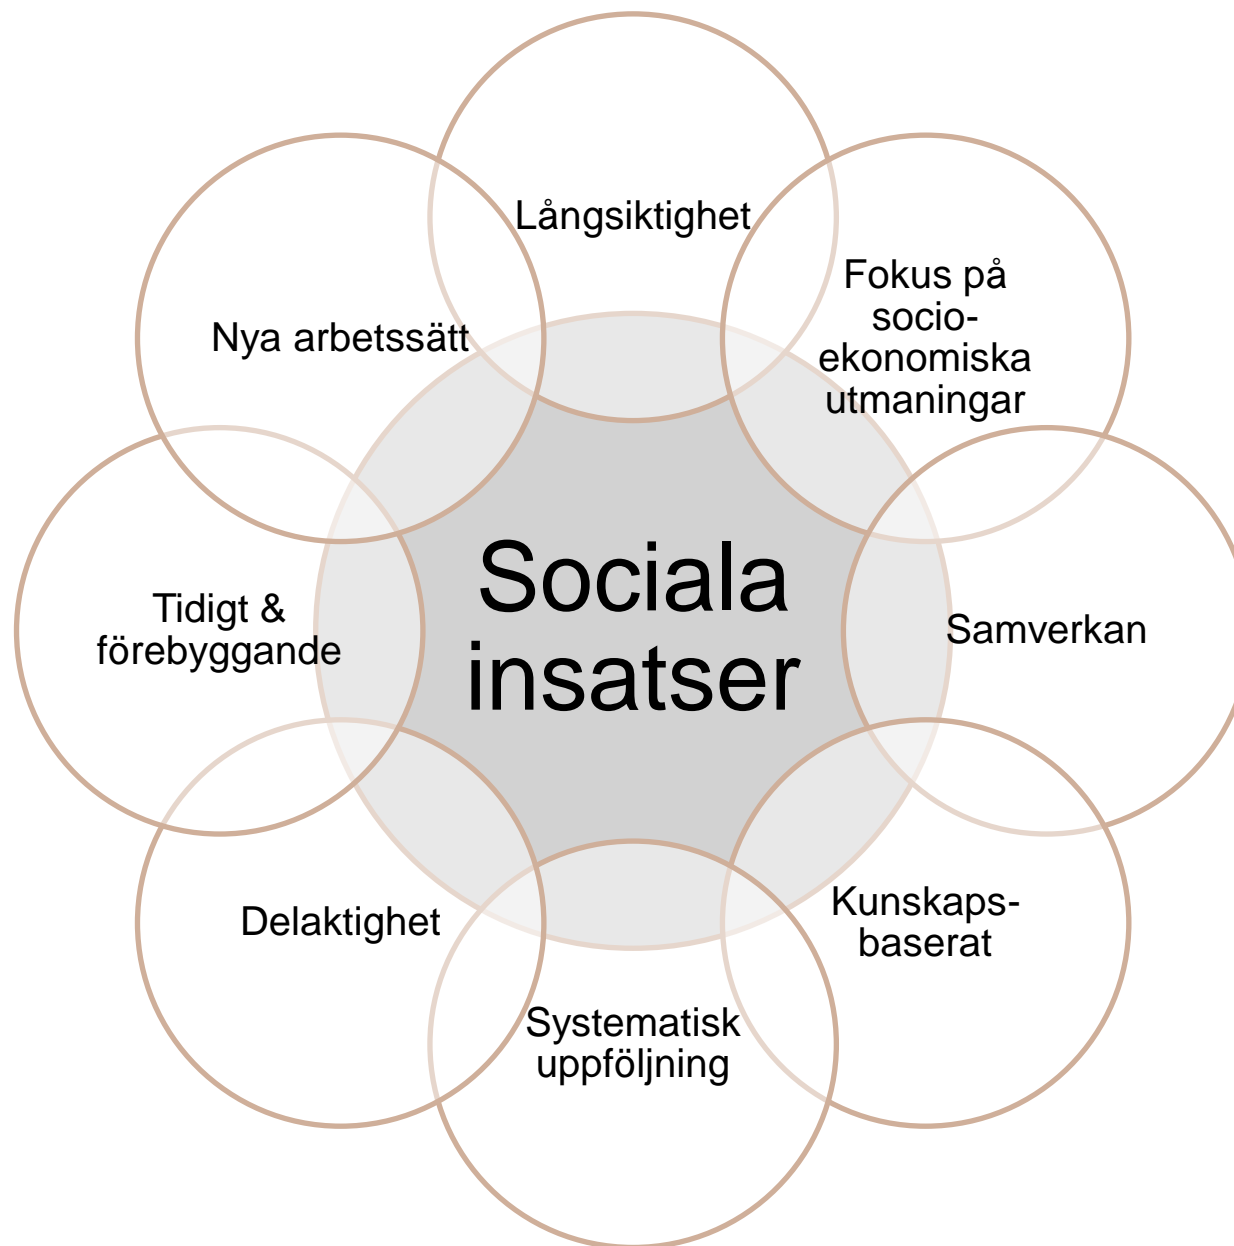 Långsiktighet
Fokus på
socio-
ekonomiska
utmaningar
Nya arbetssätt
Sociala
insatser
Tidigt &
förebyggande
Samverkan
Delaktighet
Kunskaps-
baserat
Systematisk
uppföljning